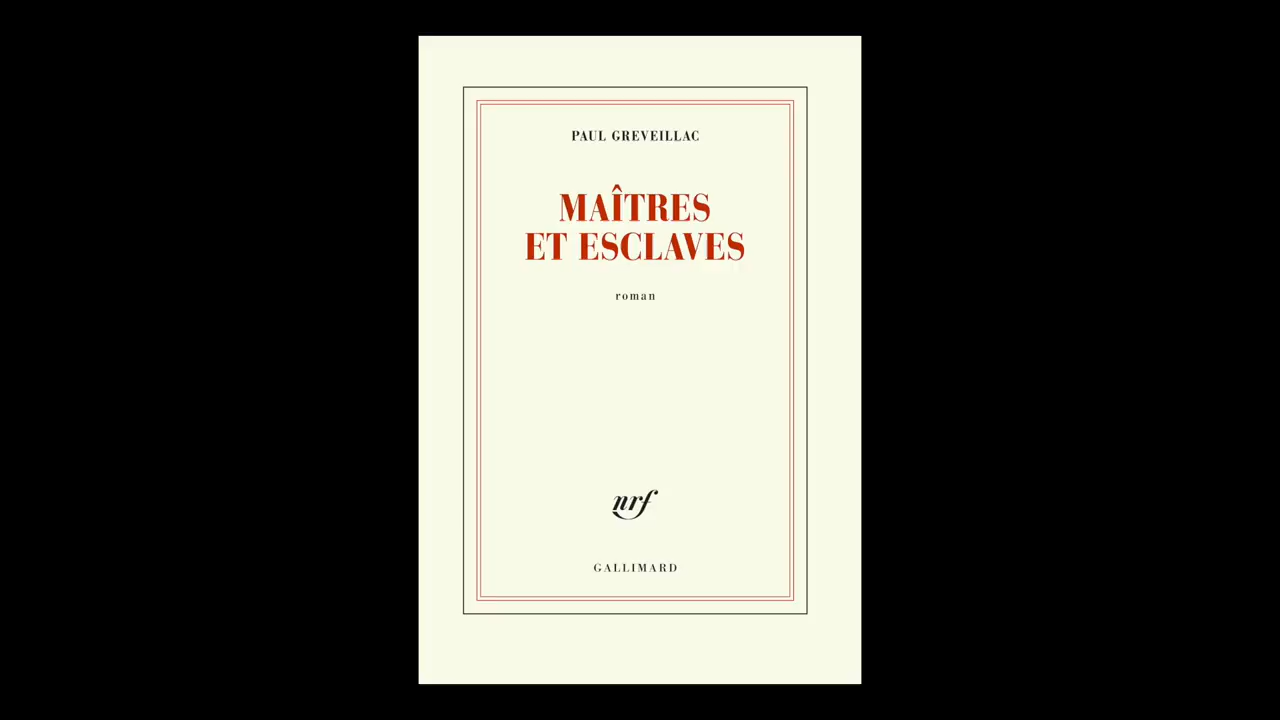 PAUL GREVEILLAC
MAÎTRES
ET ESCLAVES
roman
nrf
GALLIMARD